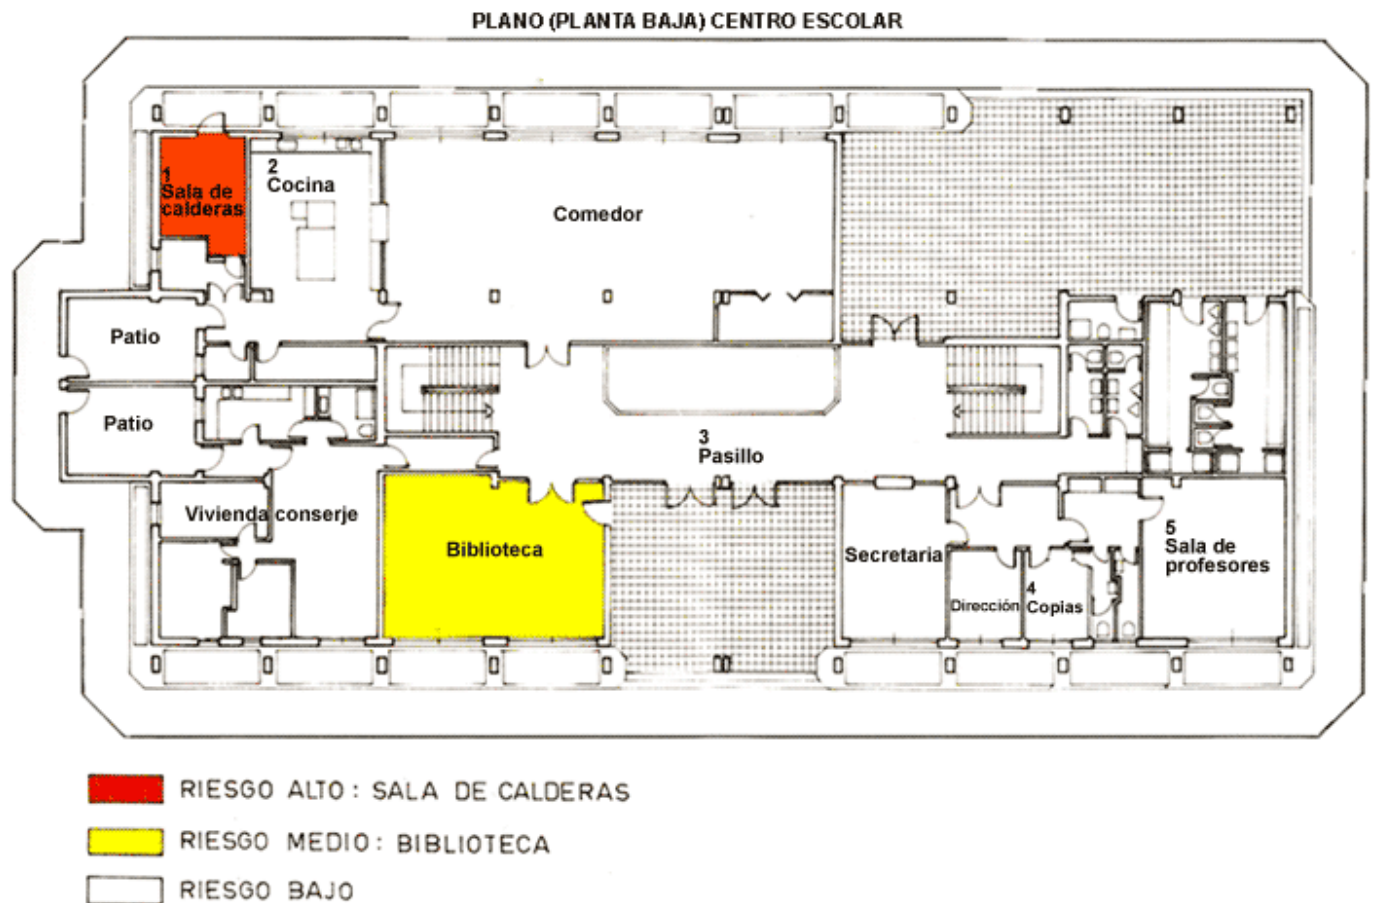 PLANO (PLANTA BAJA) CENTRO ESCOLAR
1
Sala de
calderas
2
Cocina
Comedor
Patio
Patio
3
Pasillo
Vivienda conserje
Biblioteca
Secretaria
Dirección
4
Copias
5
Sala de
profesores
RIESGO ALTO: SALA DE CALDERAS
RIESGO MEDIO: BIBLIOTECA
RIESGO BAJO